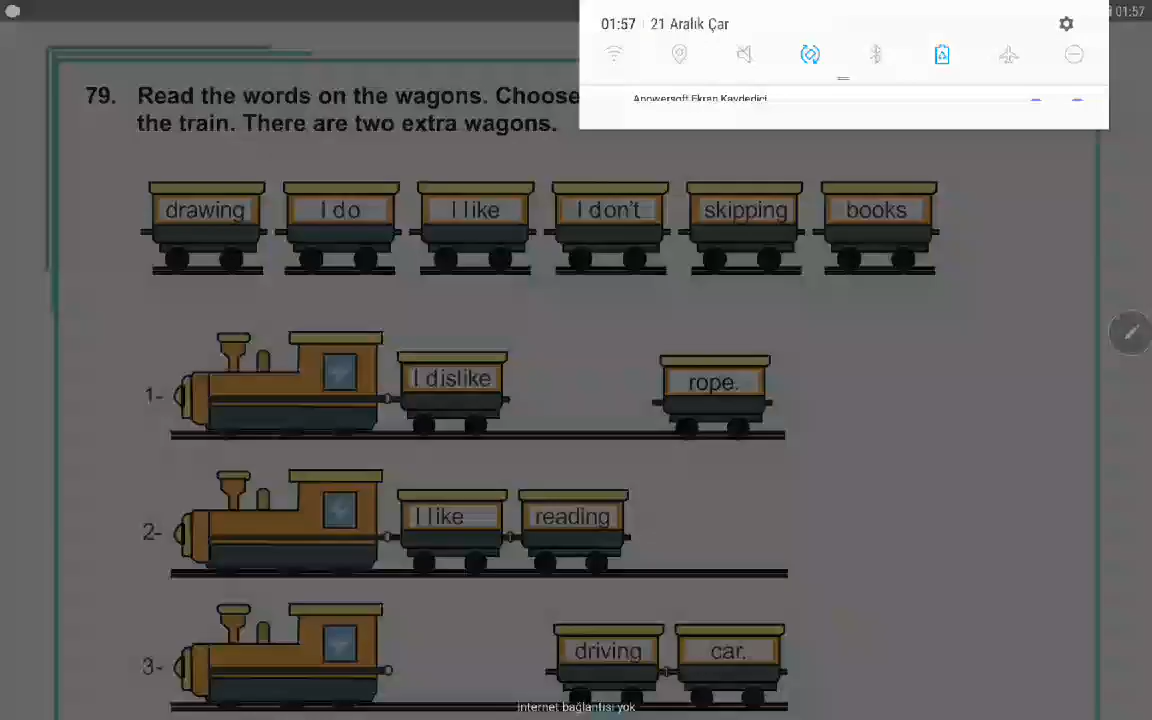 01:57
01:57 21 Aralık Çar
Apowersoft Ekran Kaydedici
79. Read the words on the wagons. Choose
the train. There are two extra wagons.
drawing I do I like I don't skipping books
1- I dislike rope.
2- I like reading
3- driving car.
İnternet bağlantısı yok